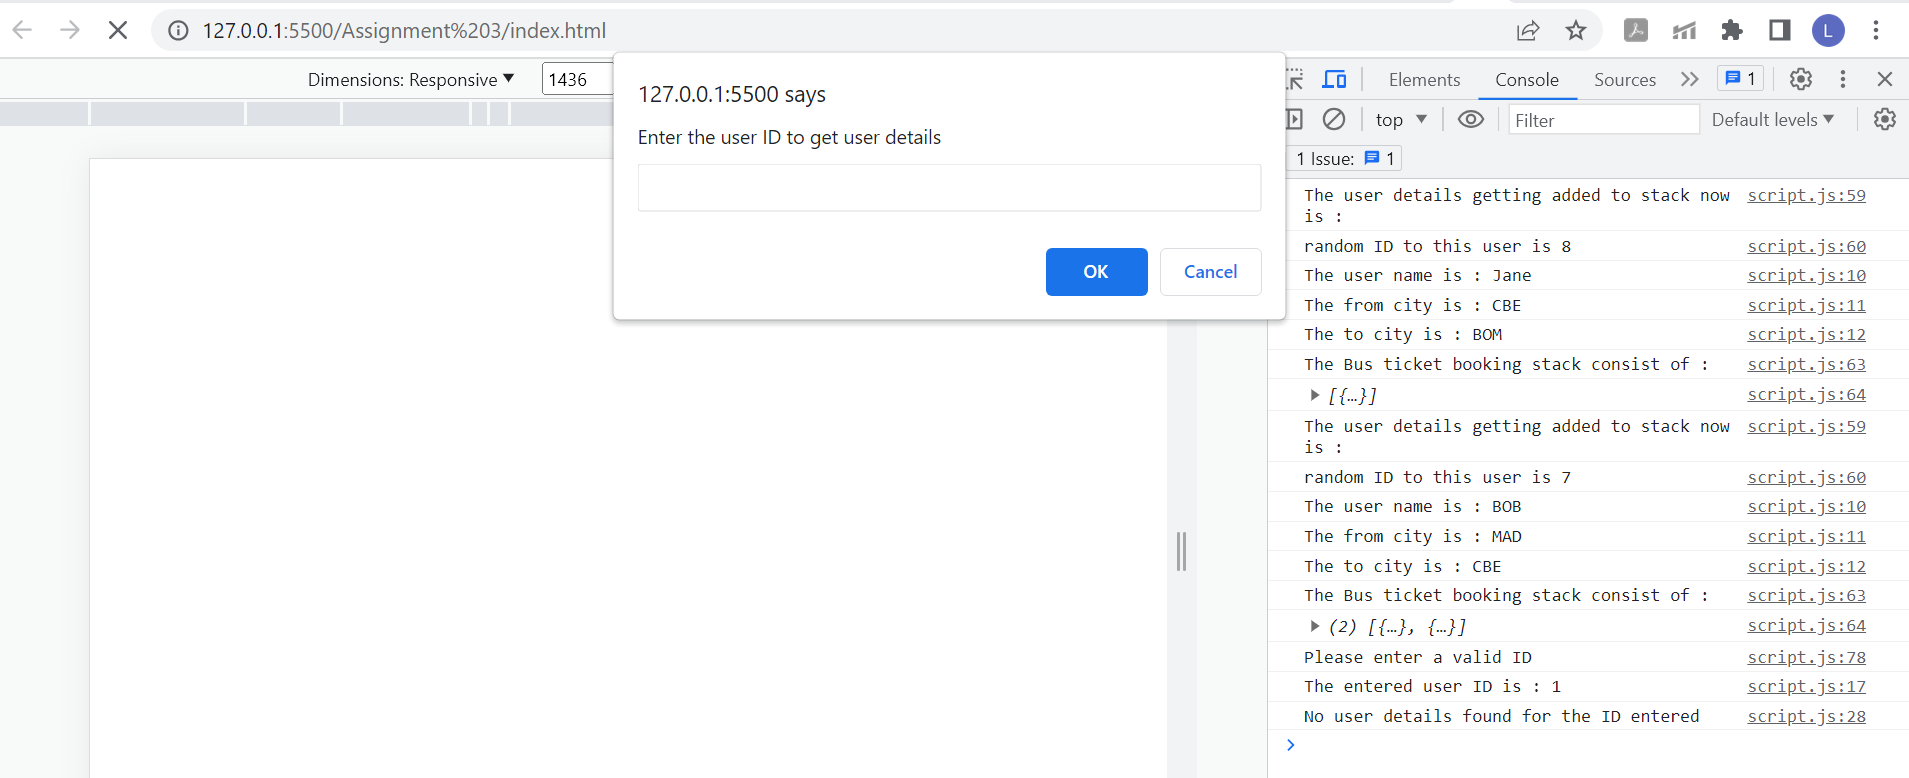 127.0.0.1:5500/Assignment%203/index.html
L
Dimensions: Responsive
1436
127.0.0.1:5500 says
Enter the user ID to get user details
OK
Cancel
Elements
Console
Sources
1
top
Filter
Default levels
1 Issue: 1
The user details getting added to stack now script.js:59
is :
random ID to this user is 8 script.js:60
The user name is : Jane script.js:10
The from city is : CBE script.js:11
The to city is : BOM script.js:12
The Bus ticket booking stack consist of : script.js:63
[{…}] script.js:64
The user details getting added to stack now script.js:59
is :
random ID to this user is 7 script.js:60
The user name is : BOB script.js:10
The from city is : MAD script.js:11
The to city is : CBE script.js:12
The Bus ticket booking stack consist of : script.js:63
(2) [{…}, {…}] script.js:64
Please enter a valid ID script.js:78
The entered user ID is : 1 script.js:17
No user details found for the ID entered script.js:28